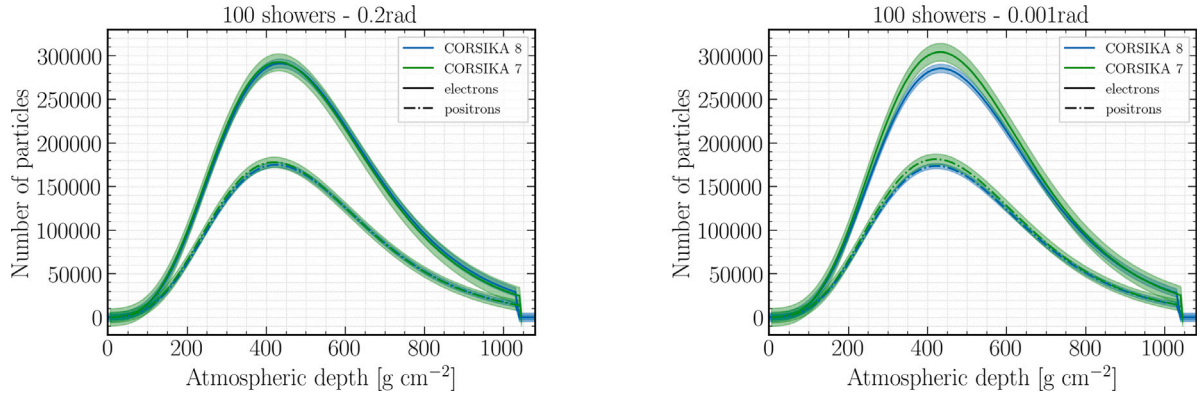 100 showers - 0.2rad
CORSIKA 8
CORSIKA 7
electrons
positrons
300000
250000
200000
150000
100000
50000
0
Number of particles
0 200 400 600 800 1000
Atmospheric depth [g cm⁻²]
100 showers - 0.001rad
CORSIKA 8
CORSIKA 7
electrons
positrons
300000
250000
200000
150000
100000
50000
0
Number of particles
0 200 400 600 800 1000
Atmospheric depth [g cm⁻²]